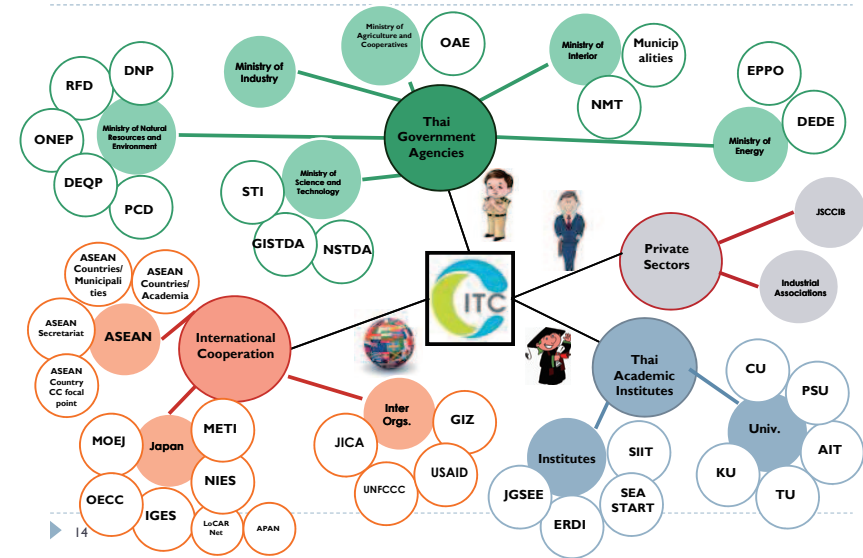 Ministry of
Agriculture and
Cooperatives
OAE
Ministry of
Industry
Ministry of
Interior
Municip
alities
NMT
DNP
RFD
ONEP
Ministry of Natural
Resources and
Environment
DEQP
PCD
Thai
Government
Agencies
EPPO
DEDE
Ministry of
Energy
STI
Ministry of
Science and
Technology
GISTDA
NSTDA
JSCCIB
Private
Sectors
Industrial
Associations
ITC
ASEAN
Countries/
Municipali
ties
ASEAN
Countries/
Academia
ASEAN
Secretariat
ASEAN
ASEAN
Country
CC focal
point
International
Cooperation
Thai
Academic
Institutes
MOEJ
Japan
METI
NIES
OECC
IGES
LoCAR
Net
APAN
Inter
Orgs.
GIZ
JICA
USAID
UNFCCC
Institutes
SIIT
JGSEE
SEA
START
ERDI
CU
PSU
Univ.
AIT
KU
TU
14